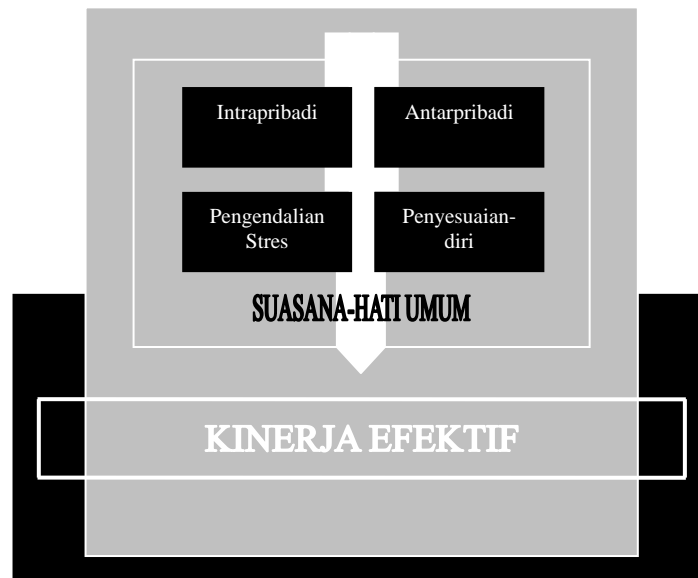 Intrapribadi
Antarpribadi
Pengendalian
Stres
Penyesuaian-
diri
SUASANA-HATI UMUM
KINERJA EFEKTIF